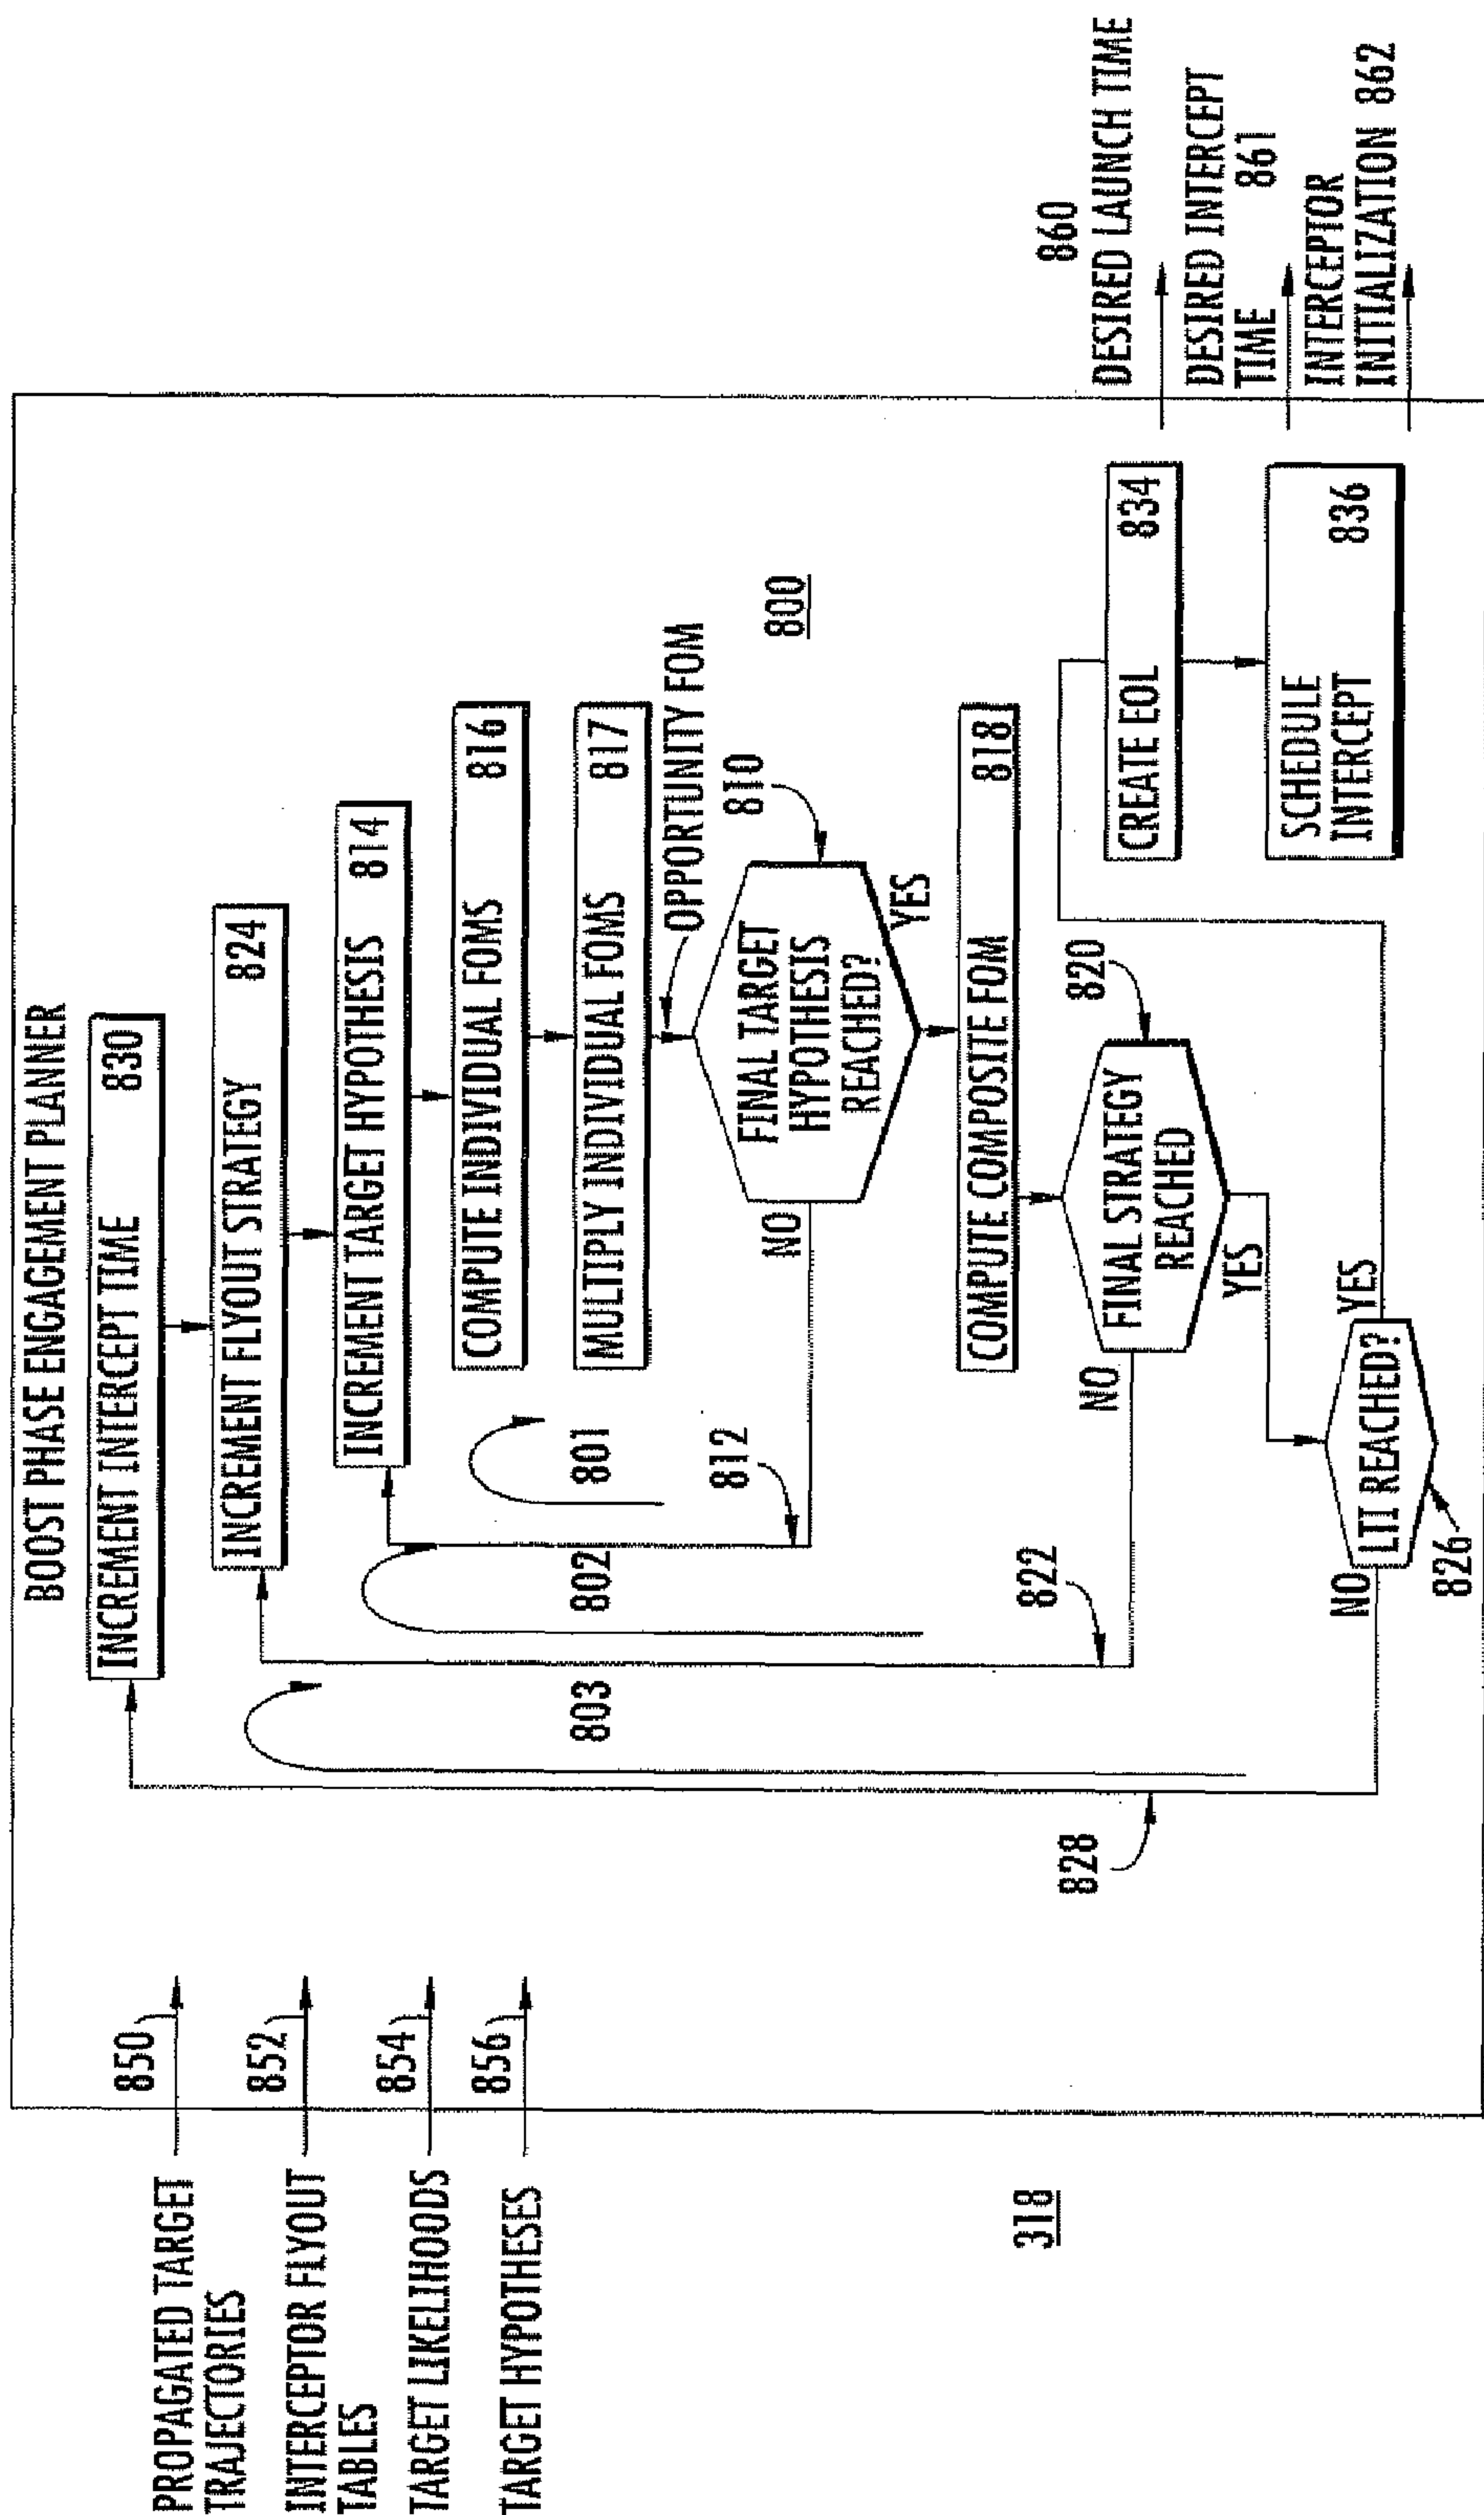 BOOST PHASE ENGAGEMENT PLANNER
PROPAGATED TARGET
TRAJECTORIES
850
INTERCEPTOR FLYOUT
TABLES
852
TARGET LIKELIHOODS
854
TARGET HYPOTHESES
856
318
INCREMENT INTERCEPT TIME 830
INCREMENT FLYOUT STRATEGY 824
INCREMENT TARGET HYPOTHESIS 814
COMPUTE INDIVIDUAL FOMS 816
MULTIPLY INDIVIDUAL FOMS 817
OPPORTUNITY FOM
FINAL TARGET
HYPOTHESIS
REACHED?
810
NO
YES
812
801
802
803
800
COMPUTE COMPOSITE FOM 818
FINAL STRATEGY
REACHED
820
NO
YES
822
LTI REACHED?
826
NO
YES
828
CREATE EOL 834
SCHEDULE
INTERCEPT 836
860
DESIRED LAUNCH TIME
DESIRED INTERCEPT
TIME 861
INTERCEPTOR
INITIALIZATION 862